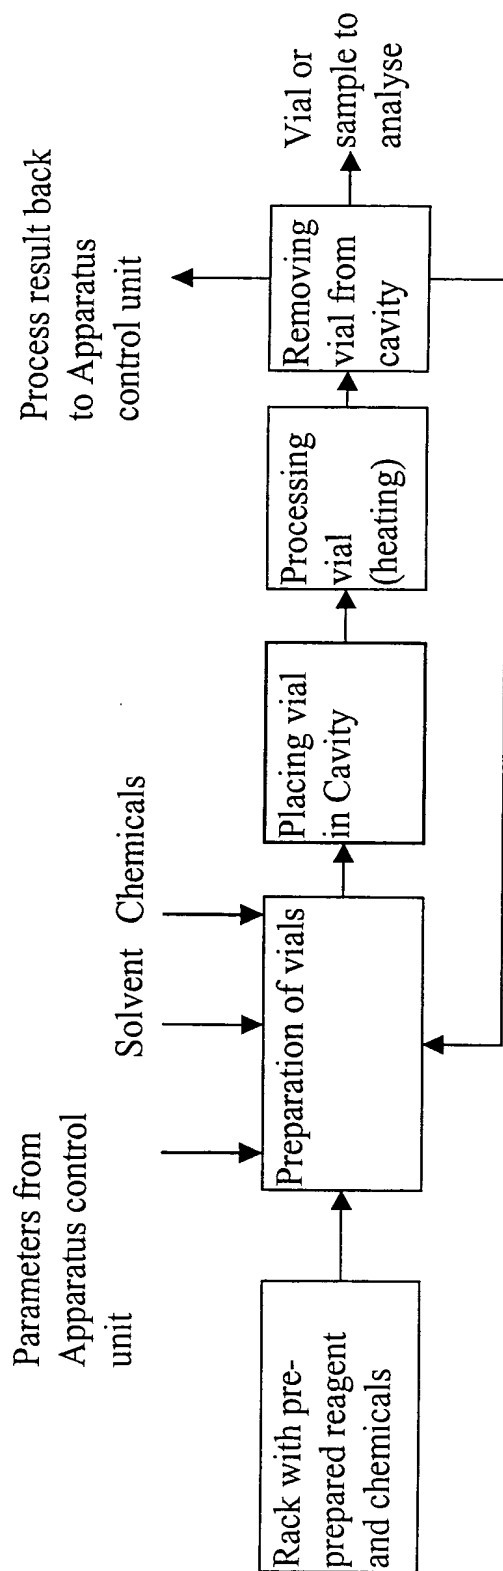 Parameters from
Apparatus control
unit
Solvent
Chemicals
Process result back
to Apparatus
control unit
Rack with pre-
prepared reagent
and chemicals
Preparation of vials
Placing vial
in Cavity
Processing
vial
(heating)
Removing
vial from
cavity
Vial or
sample to
analyse